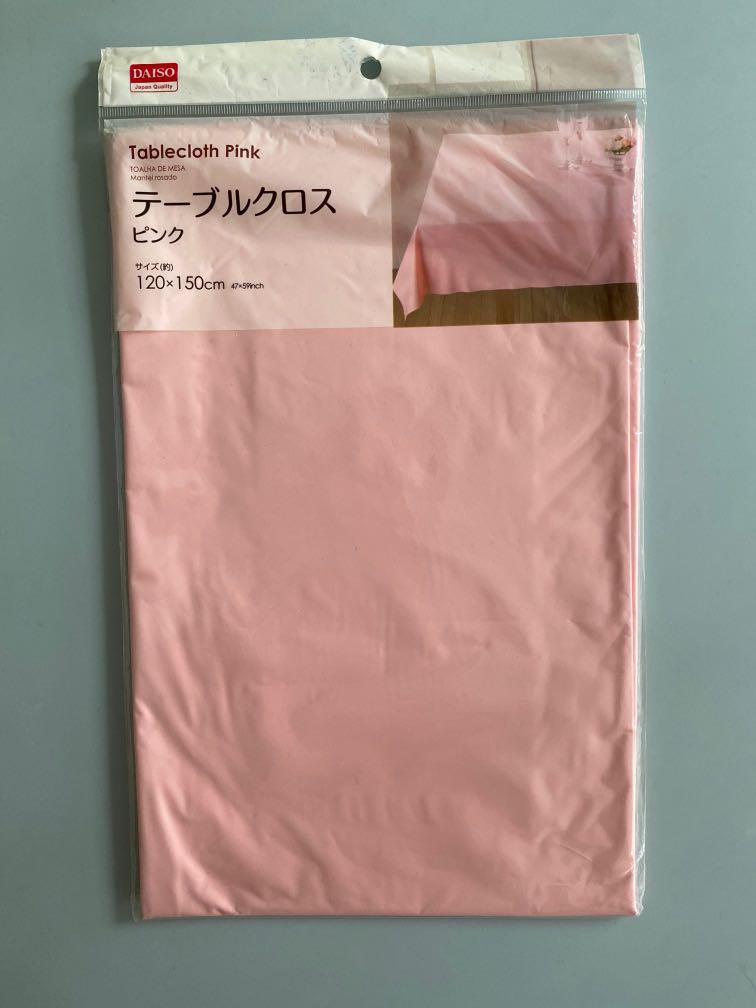 DAISO
Japan Quality
Tablecloth Pink
TOALHA DE MESA
Mantel rosado
テーブルクロス
ピンク
サイズ(約)
120×150cm 47×59inch